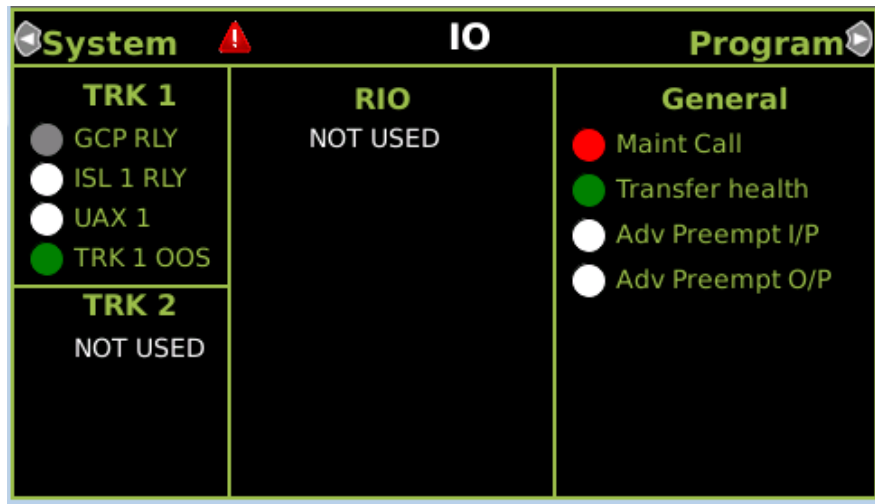 System IO Program
TRK 1
GCP RLY
ISL 1 RLY
UAX 1
TRK 1 OOS
TRK 2
NOT USED
RIO
NOT USED
General
Maint Call
Transfer health
Adv Preempt I/P
Adv Preempt O/P